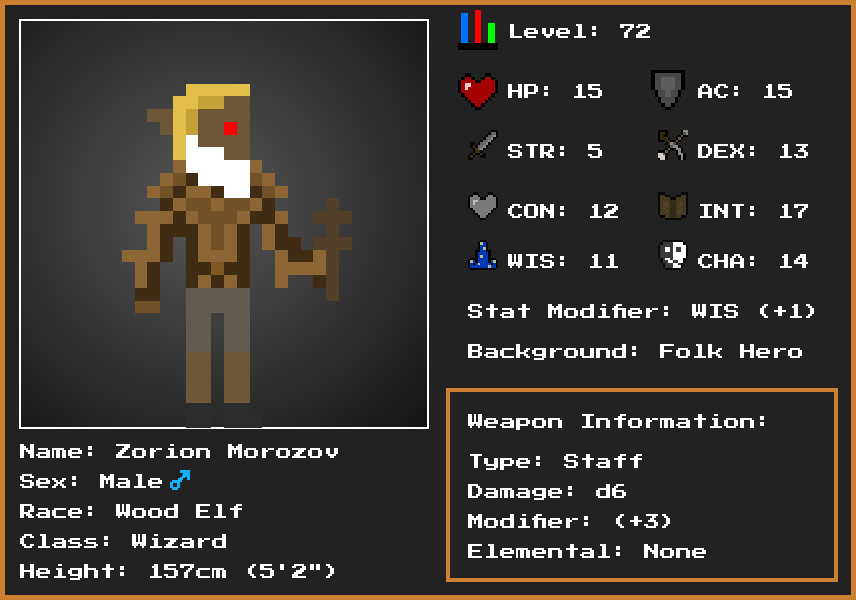 Level: 72
HP: 15 AC: 15
STR: 5 DEX: 13
CON: 12 INT: 17
WIS: 11 CHA: 14
Stat Modifier: WIS (+1)
Background: Folk Hero
Weapon Information:
Type: Staff
Damage: d6
Modifier: (+3)
Elemental: None
Name: Zorion Morozov
Sex: Male ♂
Race: Wood Elf
Class: Wizard
Height: 157cm (5'2")